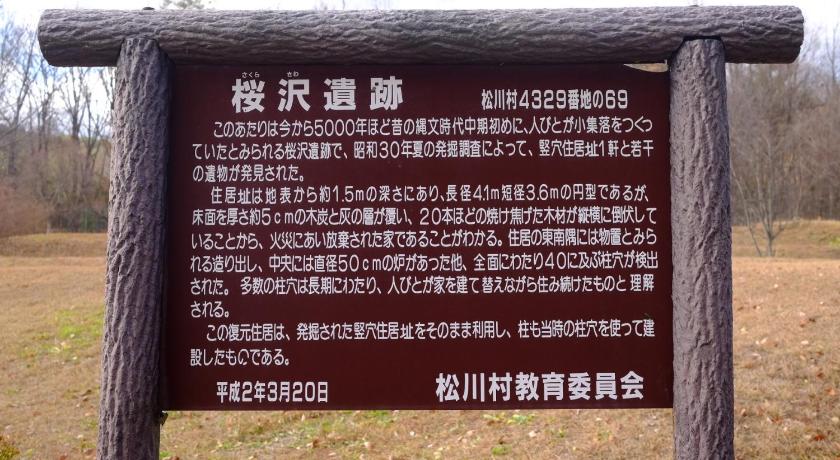 さくら さわ
桜沢遺跡 松川村4329番地の69
このあたりは今から5000年ほど昔の縄文時代中期初めに、人びとが小集落をつくっ
ていたとみられる桜沢遺跡で、昭和30年夏の発掘調査によって、竪穴住居址1軒と若干
の遺物が発見された。
住居址は地表から約1.5mの深さにあり、長径4.1m短径3.6mの円型であるが、
床面を厚さ約5cmの木炭と灰の層が覆い、20本ほどの焼け焦げた木材が縦横に倒伏して
いることから、火災にあい放棄された家であることがわかる。住居の東南隅には物置とみら
れる造り出し、中央には直径50cmの炉があった他、全面にわたり40に及ぶ柱穴が検出
された。 多数の柱穴は長期にわたり、人びとが家を建て替えながら住み続けたものと理解
される。
この復元住居は、発掘された竪穴住居址をそのまま利用し、柱も当時の柱穴を使って建
設したものである。
平成2年3月20日 松川村教育委員会